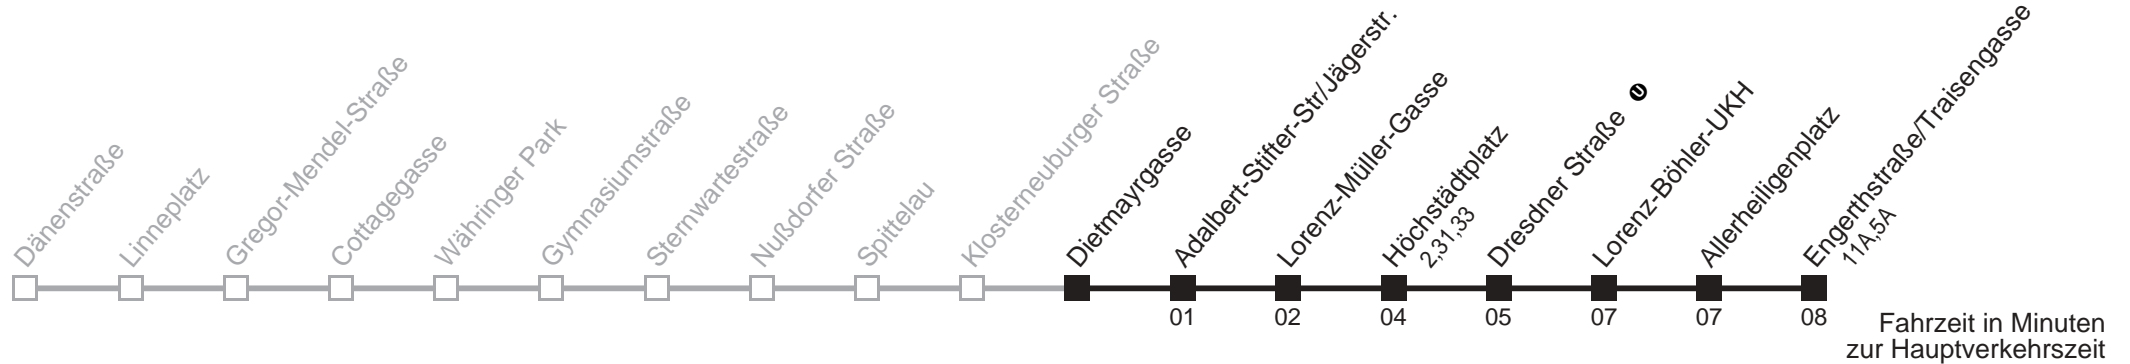 Dänenstraße
Linneplatz
Gregor-Mendel-Straße
Cottagegasse
Währinger Park
Gymnasiumstraße
Sternwartestraße
Nußdorfer Straße
Spittelau
Klosterneuburger Straße
Dietmayrgasse
Adalbert-Stifter-Str/Jägerstr.
Lorenz-Müller-Gasse
Höchstädtplatz
2,31,33
Dresdner Straße U
Lorenz-Böhler-UKH
Allerheiligenplatz
Engerthstraße/Traisengasse
11A,5A
01 02 04 05 07 07 08
Fahrzeit in Minuten
zur Hauptverkehrszeit